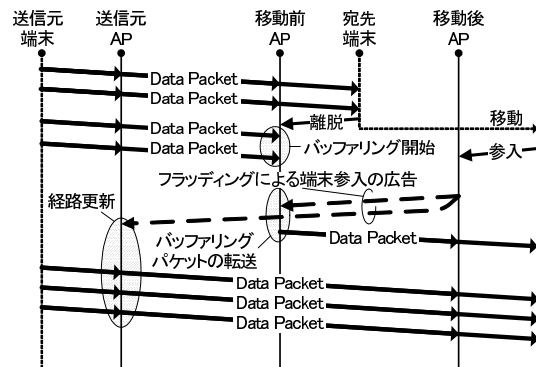 送信元
端末
送信元
AP
移動前
AP
宛先
端末
移動後
AP
Data Packet
Data Packet
離脱
移動
Data Packet
Data Packet
バッファリング開始
参入
フラッディングによる端末参入の広告
経路更新
バッファリング
パケットの転送
Data Packet
Data Packet
Data Packet
Data Packet